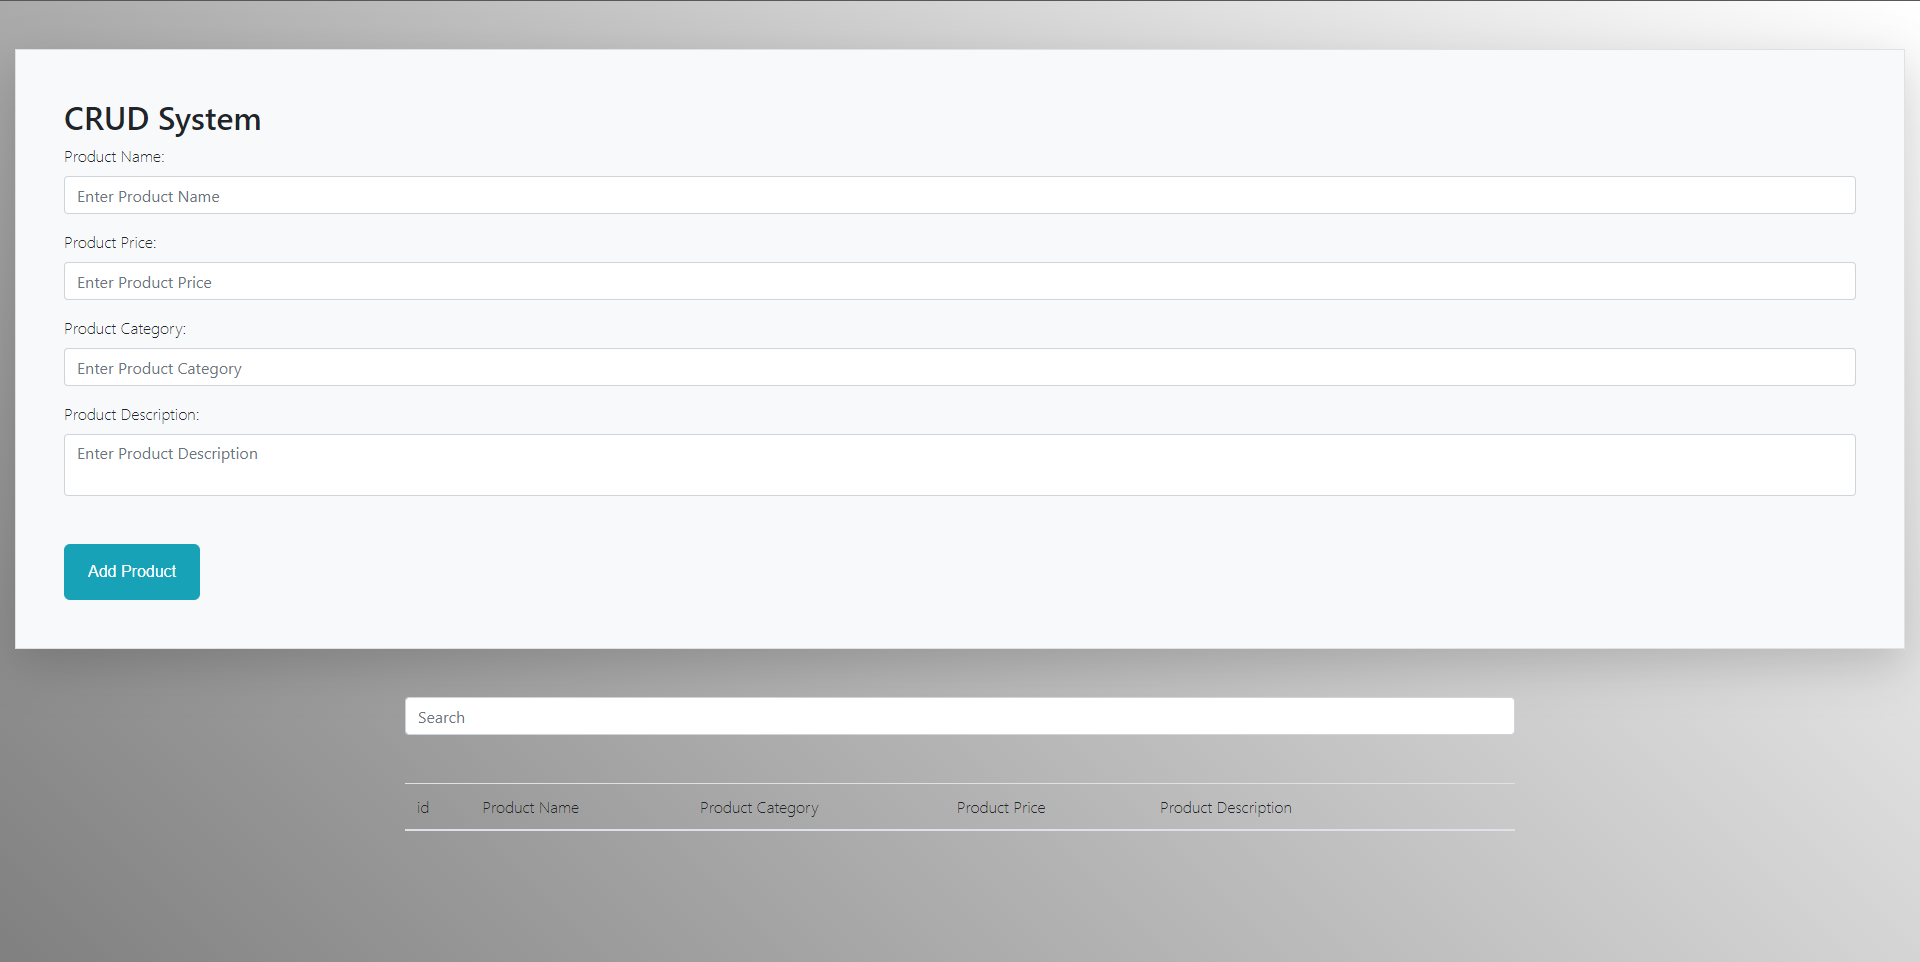 CRUD System
Product Name:
Enter Product Name
Product Price:
Enter Product Price
Product Category:
Enter Product Category
Product Description:
Enter Product Description
Add Product
Search
id Product Name Product Category Product Price Product Description